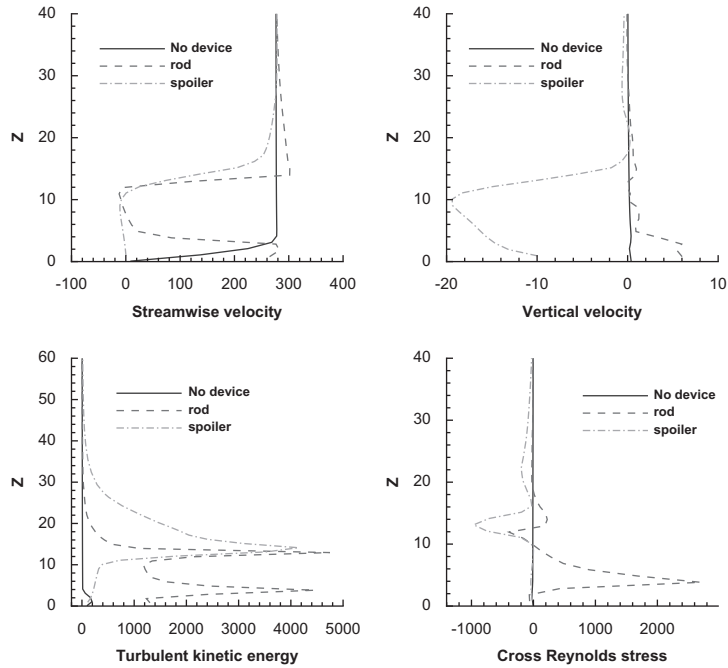 40
30
20
10
0
Z
No device
rod
spoiler
-100 0 100 200 300 400
Streamwise velocity
40
30
20
10
0
Z
No device
rod
spoiler
-20 -10 0 10
Vertical velocity
60
50
40
30
20
10
0
Z
No device
rod
spoiler
0 1000 2000 3000 4000 5000
Turbulent kinetic energy
40
30
20
10
0
Z
No device
rod
spoiler
-1000 0 1000 2000
Cross Reynolds stress